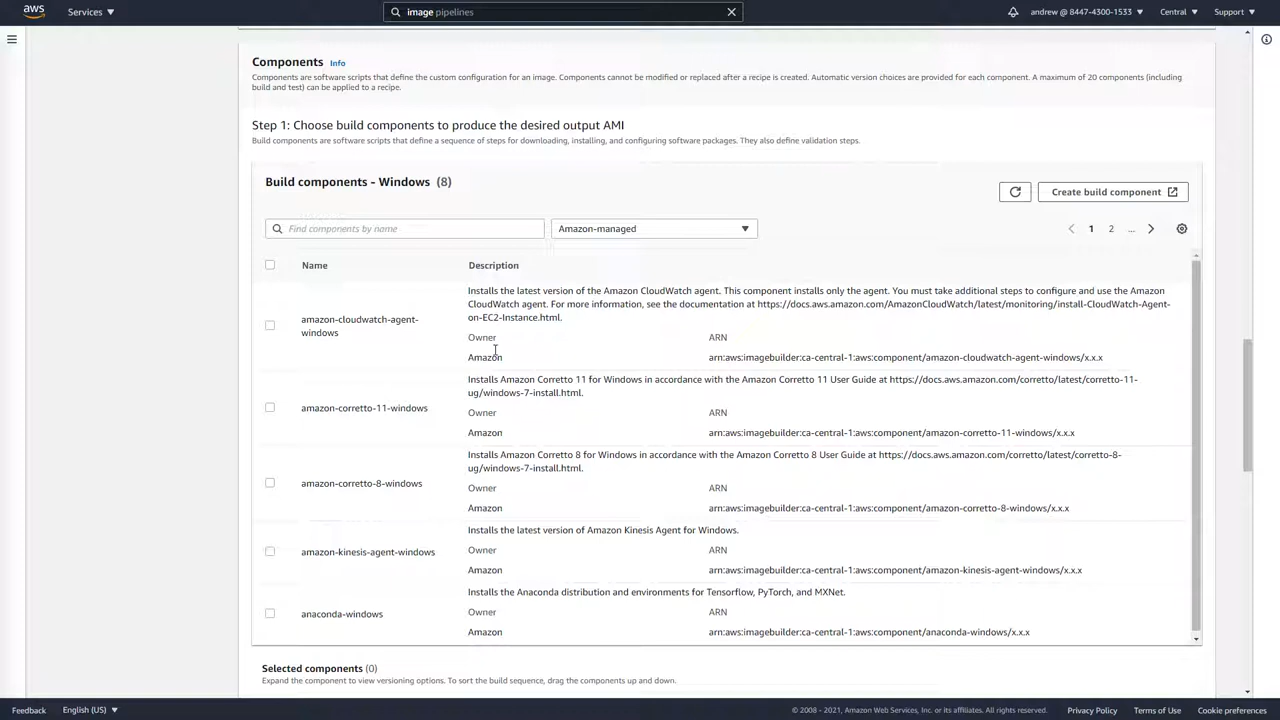 aws Services image pipelines andrew @ 8447-4300-1533 Central Support
Components Info
Components are software scripts that define the custom configuration for an image. Components cannot be modified or replaced after a recipe is created. Automatic version choices are provided for each component. A maximum of 20 components (including
build and test) can be applied to a recipe.
Step 1: Choose build components to produce the desired output AMI
Build components are software scripts that define a sequence of steps for downloading, installing, and configuring software packages. They also define validation steps.
Build components - Windows (8)
Create build component
Find components by name Amazon-managed 1 2 ...
Name Description
amazon-cloudwatch-agent-
windows
Installs the latest version of the Amazon CloudWatch agent. This component installs only the agent. You must take additional steps to configure and use the Amazon
CloudWatch agent. For more information, see the documentation at https://docs.aws.amazon.com/AmazonCloudWatch/latest/monitoring/install-CloudWatch-Agent-
on-EC2-Instance.html.
Owner ARN
Amazon arn:aws:imagebuilder:ca-central-1:aws:component/amazon-cloudwatch-agent-windows/x.x.x
amazon-corretto-11-windows
Installs Amazon Corretto 11 for Windows in accordance with the Amazon Corretto 11 User Guide at https://docs.aws.amazon.com/corretto/latest/corretto-11-
ug/windows-7-install.html.
Owner ARN
Amazon arn:aws:imagebuilder:ca-central-1:aws:component/amazon-corretto-11-windows/x.x.x
amazon-corretto-8-windows
Installs Amazon Corretto 8 for Windows in accordance with the Amazon Corretto 8 User Guide at https://docs.aws.amazon.com/corretto/latest/corretto-8-
ug/windows-7-install.html.
Owner ARN
Amazon arn:aws:imagebuilder:ca-central-1:aws:component/amazon-corretto-8-windows/x.x.x
amazon-kinesis-agent-windows
Installs the latest version of Amazon Kinesis Agent for Windows.
Owner ARN
Amazon arn:aws:imagebuilder:ca-central-1:aws:component/amazon-kinesis-agent-windows/x.x.x
anaconda-windows
Installs the Anaconda distribution and environments for Tensorflow, PyTorch, and MXNet.
Owner ARN
Amazon arn:aws:imagebuilder:ca-central-1:aws:component/anaconda-windows/x.x.x
Selected components (0)
Expand the component to view versioning options. To sort the build sequence, drag the components up and down.
Feedback English (US) © 2008 - 2021, Amazon Web Services, Inc. or its affiliates. All rights reserved. Privacy Policy Terms of Use Cookie preferences